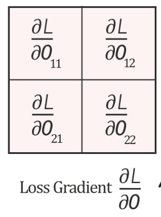 ∂L/∂O₁₁ ∂L/∂O₁₂
∂L/∂O₂₁ ∂L/∂O₂₂
Loss Gradient ∂L/∂O